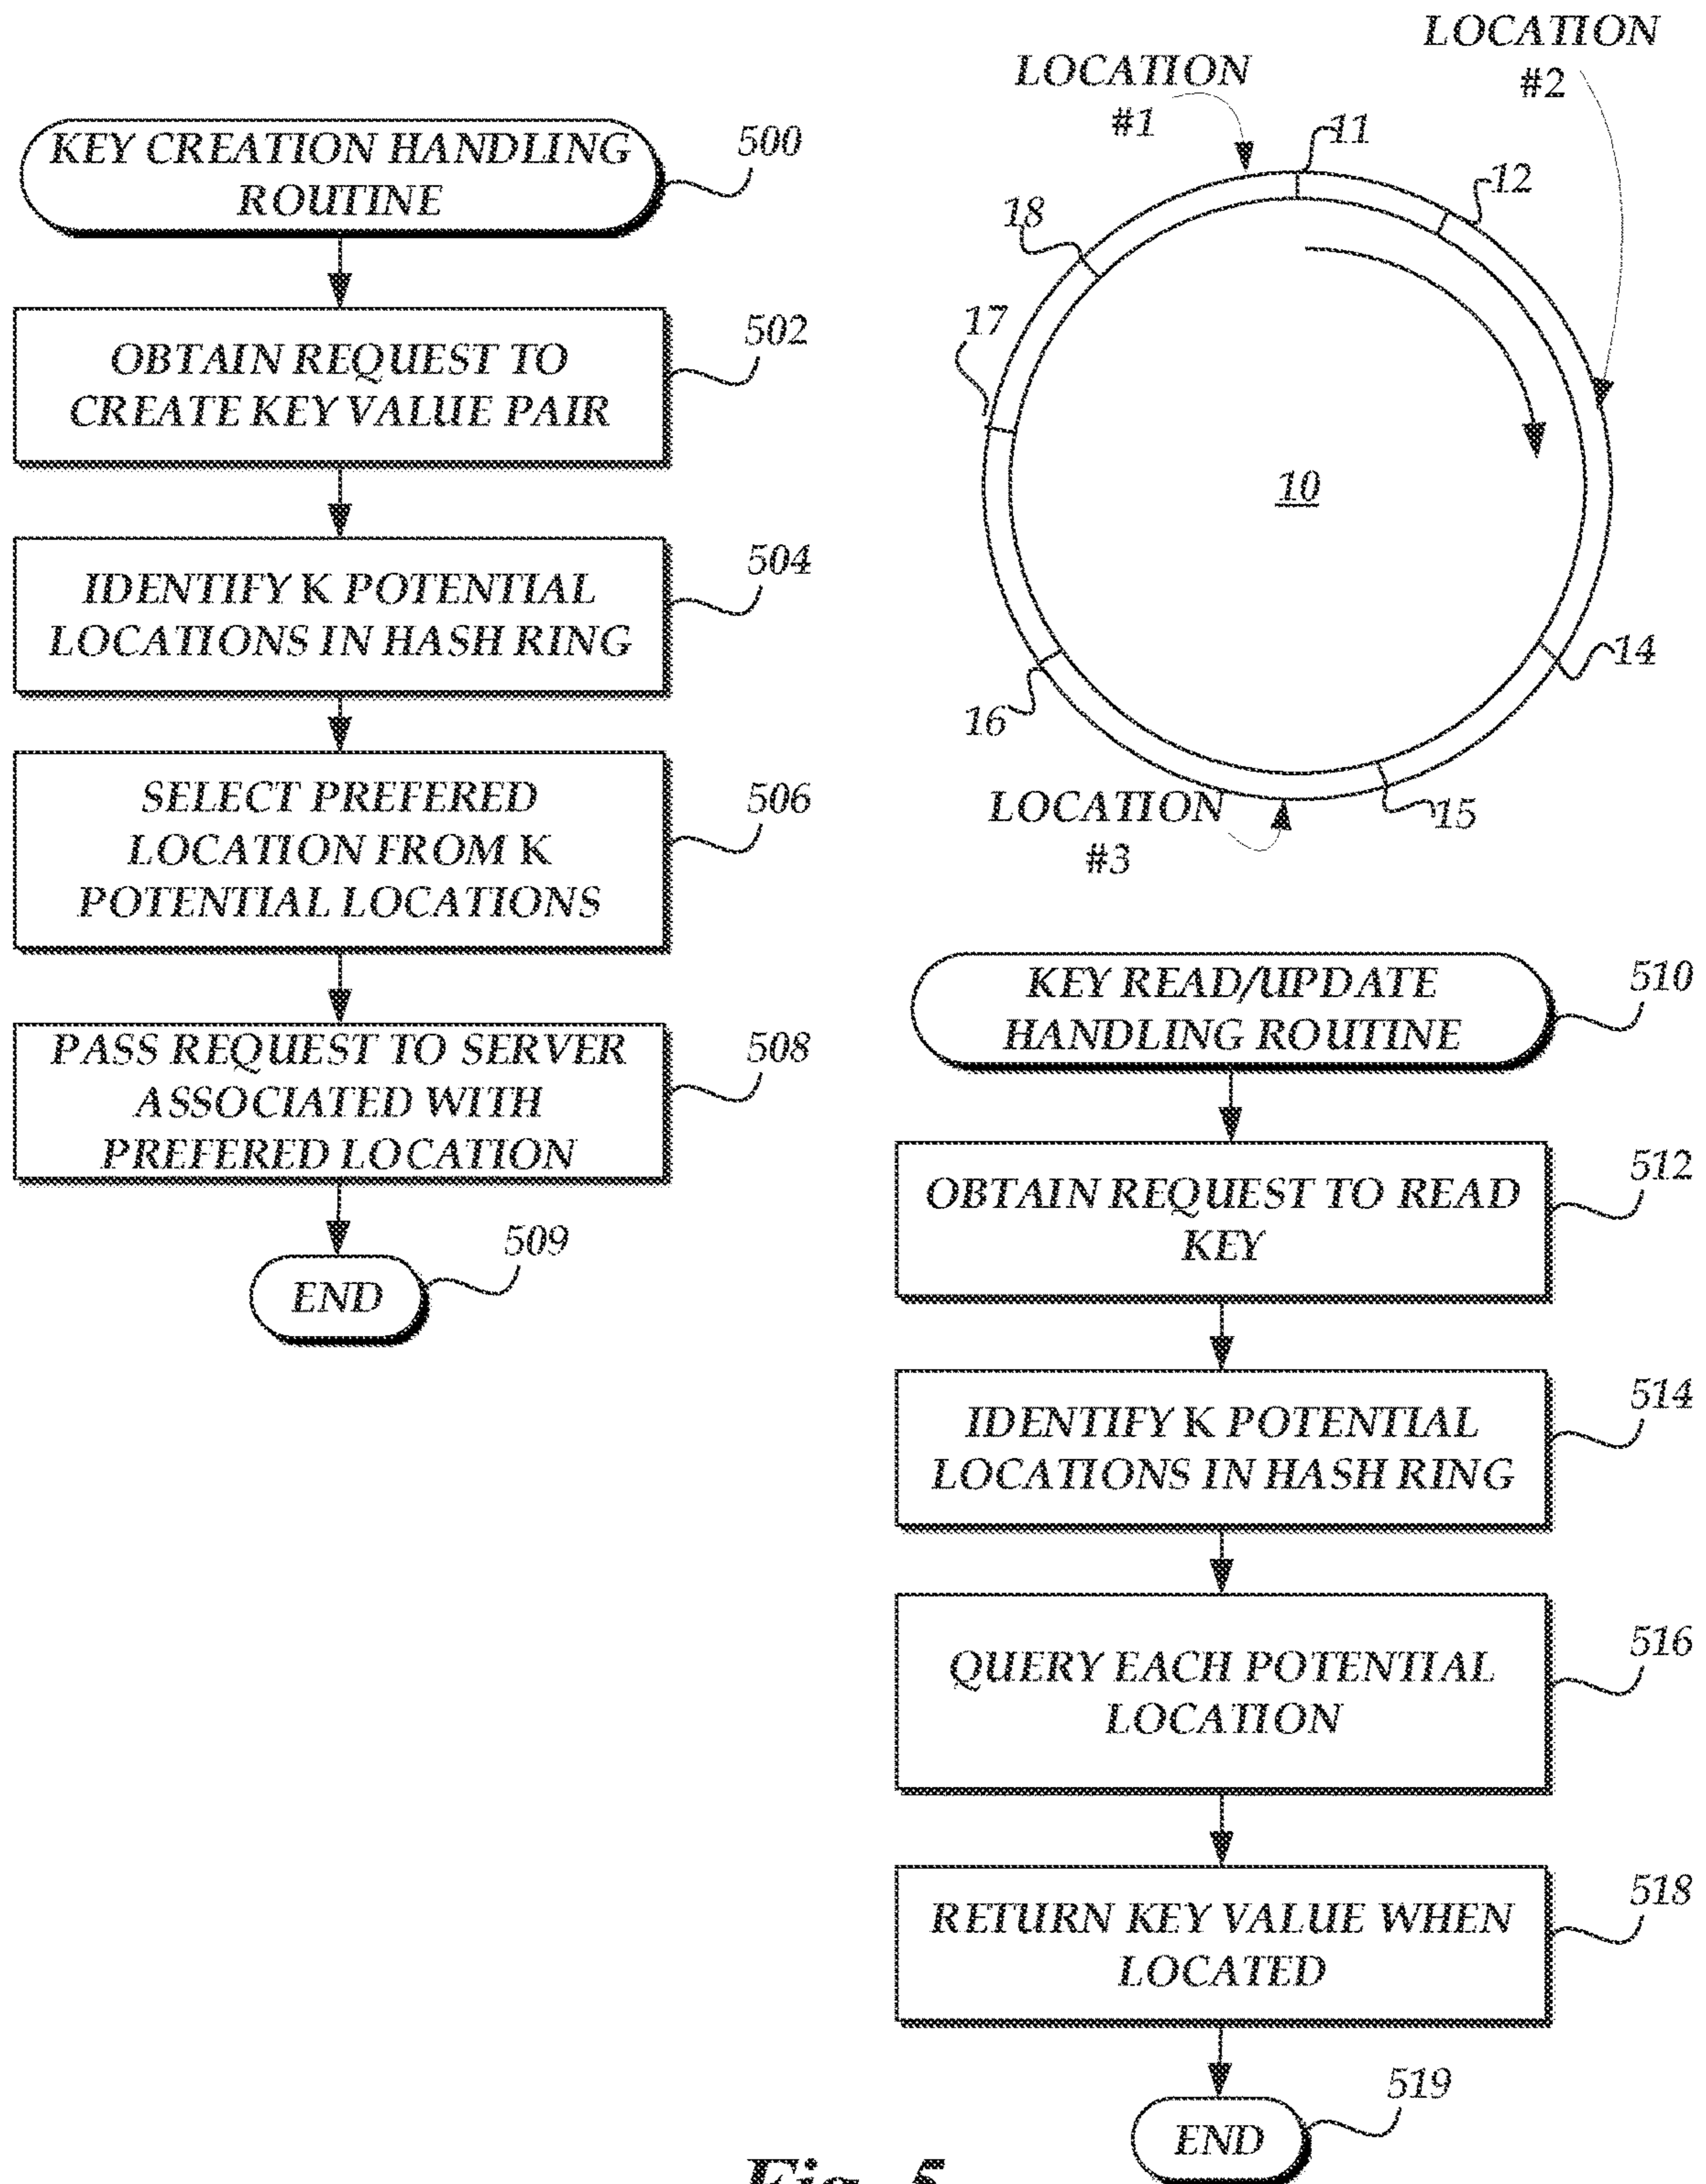 KEY CREATION HANDLING
ROUTINE
500
OBTAIN REQUEST TO
CREATE KEY VALUE PAIR
502
IDENTIFY K POTENTIAL
LOCATIONS IN HASH RING
504
SELECT PREFERED
LOCATION FROM K
POTENTIAL LOCATIONS
506
PASS REQUEST TO SERVER
ASSOCIATED WITH
PREFERED LOCATION
508
END
509
LOCATION
#1
LOCATION
#2
11
12
18
17
10
14
16
15
LOCATION
#3
KEY READ/UPDATE
HANDLING ROUTINE
510
OBTAIN REQUEST TO READ
KEY
512
IDENTIFY K POTENTIAL
LOCATIONS IN HASH RING
514
QUERY EACH POTENTIAL
LOCATION
516
RETURN KEY VALUE WHEN
LOCATED
518
END
519
Fig. 5